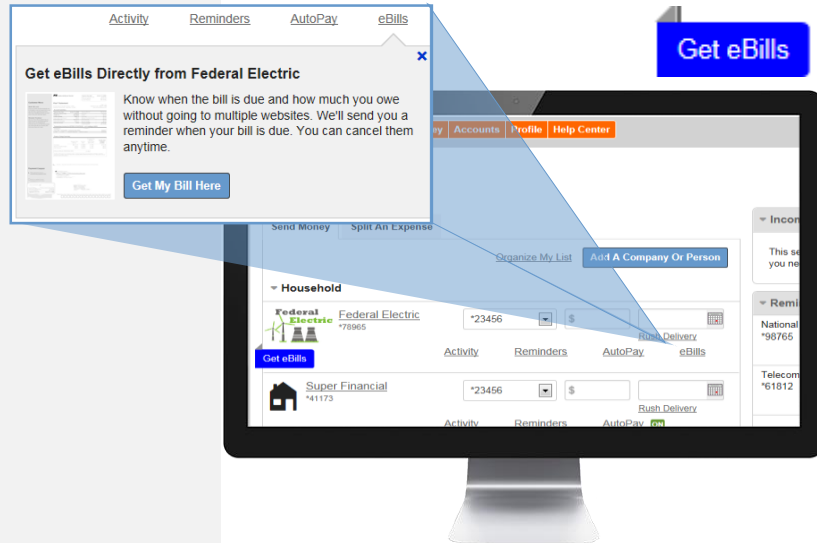 Activity Reminders AutoPay eBills
Get eBills Directly from Federal Electric
Know when the bill is due and how much you owe
without going to multiple websites. We'll send you a
reminder when your bill is due. You can cancel them
anytime.
Get My Bill Here
Get eBills
Accounts Profile Help Center
Send Money Split An Expense
Organize My List Add A Company Or Person
Household
Federal
Electric
Federal Electric
*78965
*23456 $
Rush Delivery
Get eBills
Activity Reminders AutoPay eBills
Super Financial
*41173
*23456 $
Rush Delivery
Activity Reminders AutoPay ON
Incom
This se
you ne
Remi
National
*98765
Telecom
*61812